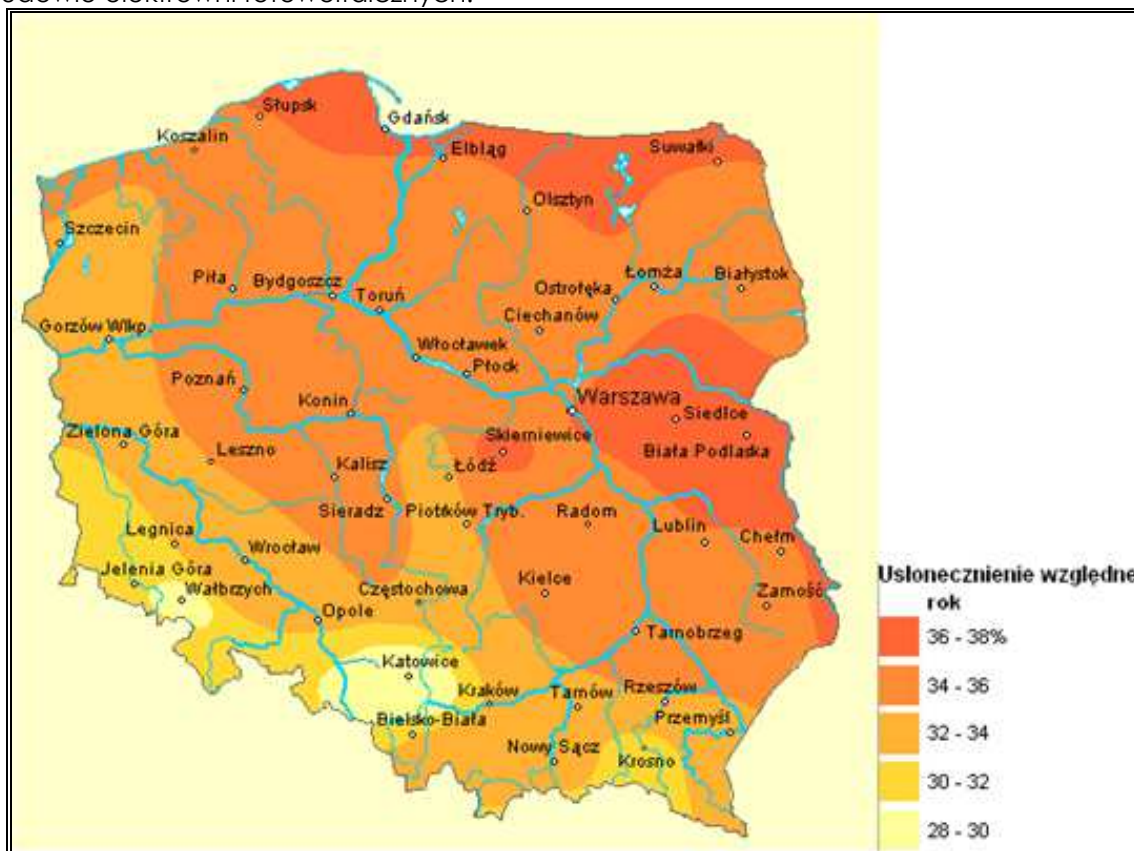 Słupsk
Gdańsk
Koszalin
Elbląg
Suwałki
Olsztyn
Szczecin
Piła
Bydgoszcz
Toruń
Ostrołęka
Łomża
Białystok
Ciechanów
Gorzów Wlkp.
Włocławek
Płock
Poznań
Konin
Warszawa
Siedlce
Skierniewice
Biała Podlaska
Zielona Góra
Leszno
Kalisz
Łódź
Sieradz
Piotrków Tryb.
Radom
Lublin
Chełm
Legnica
Wrocław
Jelenia Góra
Wałbrzych
Częstochowa
Kielce
Zamość
Opole
Tarnobrzeg
Katowice
Kraków
Tarnów
Rzeszów
Przemyśl
Bielsko-Biała
Nowy Sącz
Krosno
Usłonecznienie względne
rok
36 - 38%
34 - 36
32 - 34
30 - 32
28 - 30